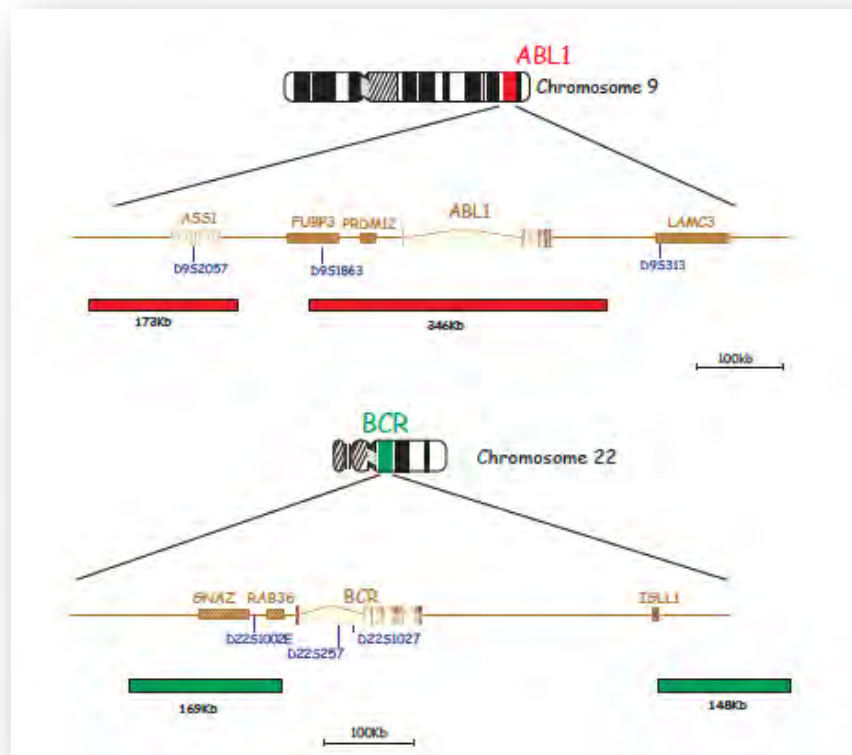 ABL1
Chromosome 9
ASS1 FUBP3 PRDM12 ABL1 LAMC3
D9S2057 D9S1863 D9S313
173Kb 346Kb
100kb
BCR
Chromosome 22
GNAZ RAB36 BCR IGLL1
D22S1002E D22S257 D22S1027
169Kb 148Kb
100Kb